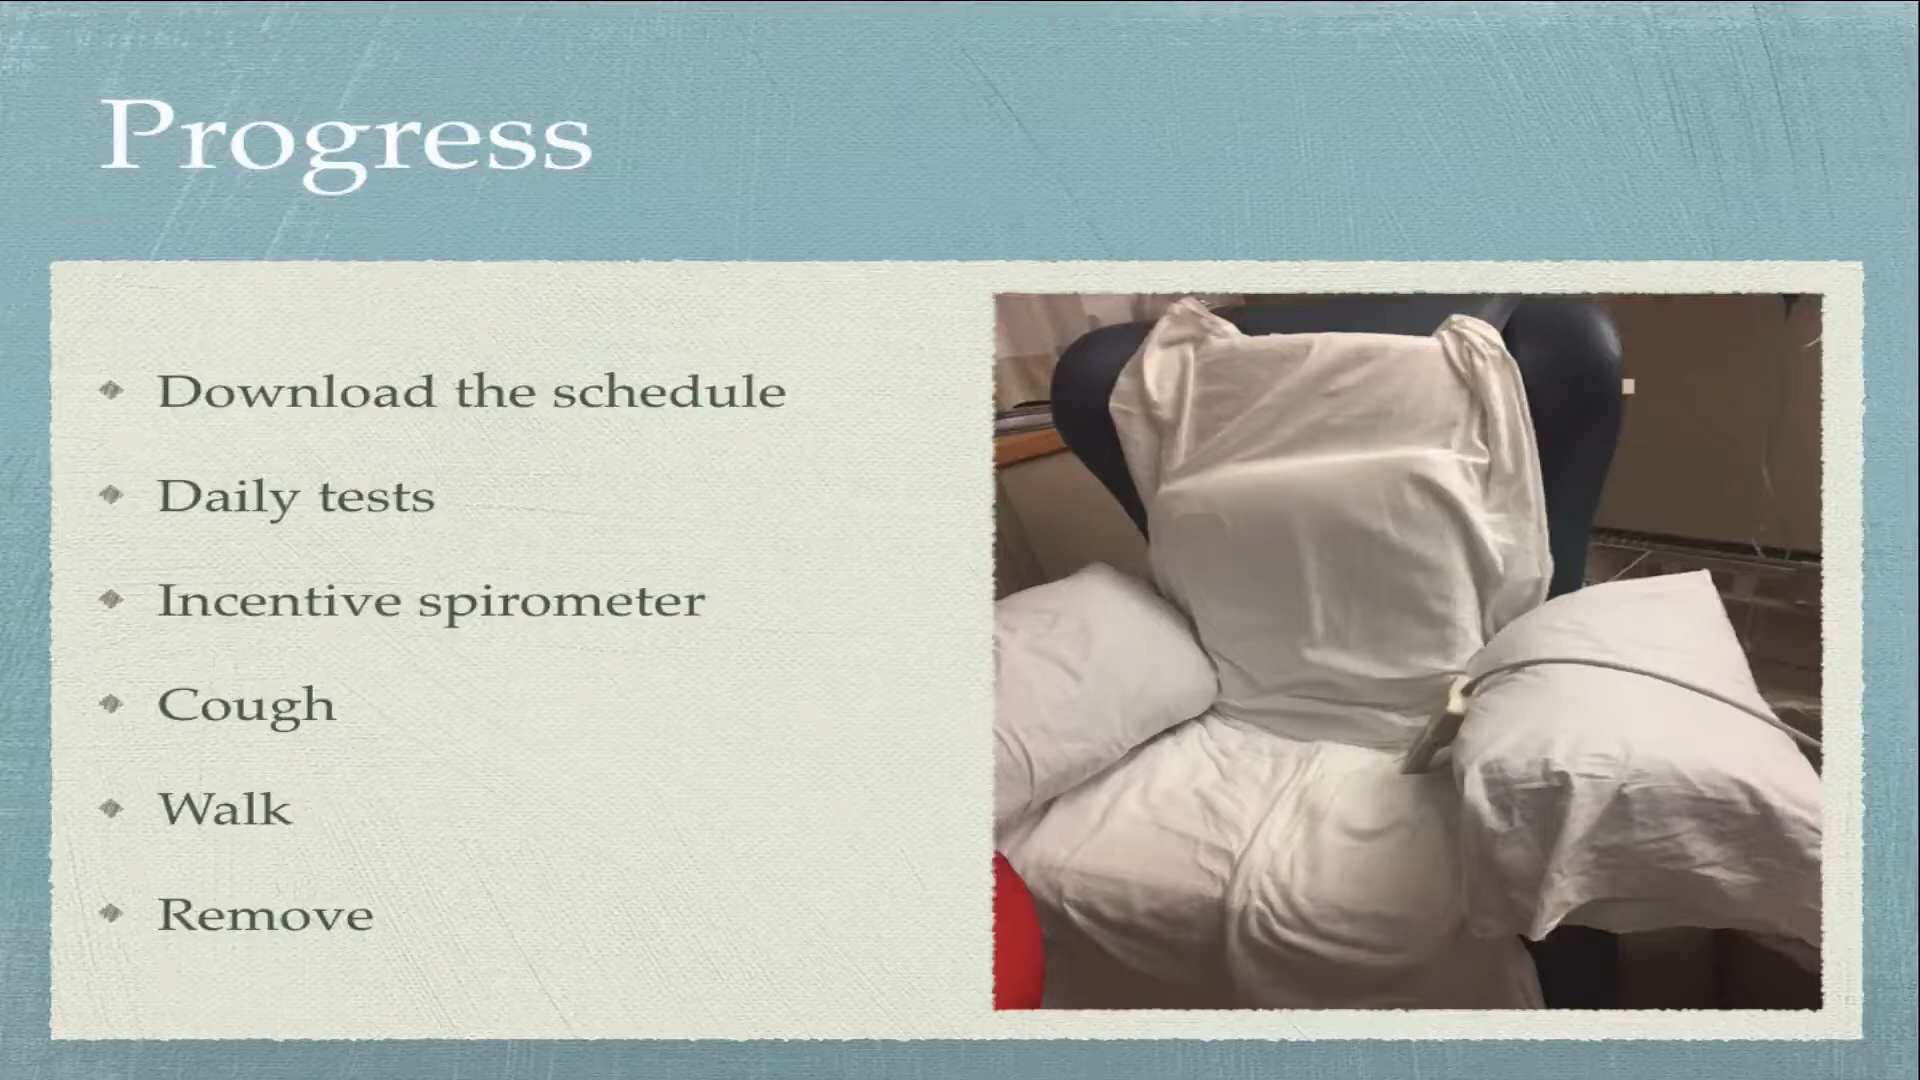 Progress
Download the schedule
Daily tests
Incentive spirometer
Cough
Walk
Remove